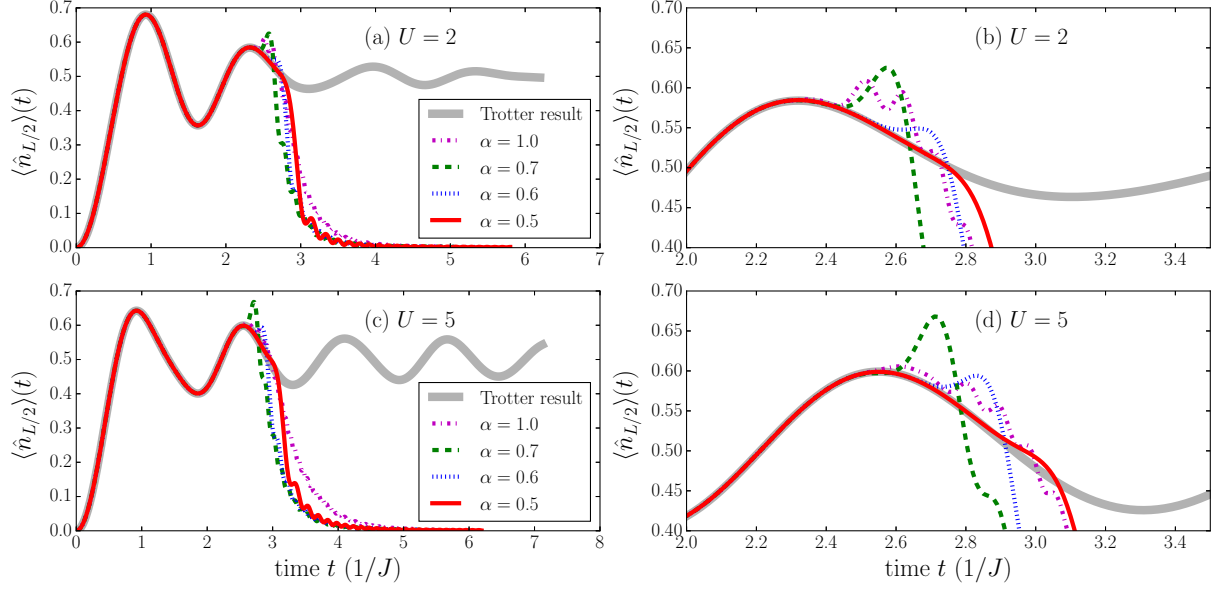 0.7
0.6
0.5
0.4
0.3
0.2
0.1
0.0
⟨n̂_{L/2}⟩(t)
(a) U = 2
Trotter result
α = 1.0
α = 0.7
α = 0.6
α = 0.5
0 1 2 3 4 5 6 7
0.70
0.65
0.60
0.55
0.50
0.45
0.40
⟨n̂_{L/2}⟩(t)
(b) U = 2
2.0 2.2 2.4 2.6 2.8 3.0 3.2 3.4
0.7
0.6
0.5
0.4
0.3
0.2
0.1
0.0
⟨n̂_{L/2}⟩(t)
(c) U = 5
Trotter result
α = 1.0
α = 0.7
α = 0.6
α = 0.5
0 1 2 3 4 5 6 7 8
time t (1/J)
0.70
0.65
0.60
0.55
0.50
0.45
0.40
⟨n̂_{L/2}⟩(t)
(d) U = 5
2.0 2.2 2.4 2.6 2.8 3.0 3.2 3.4
time t (1/J)